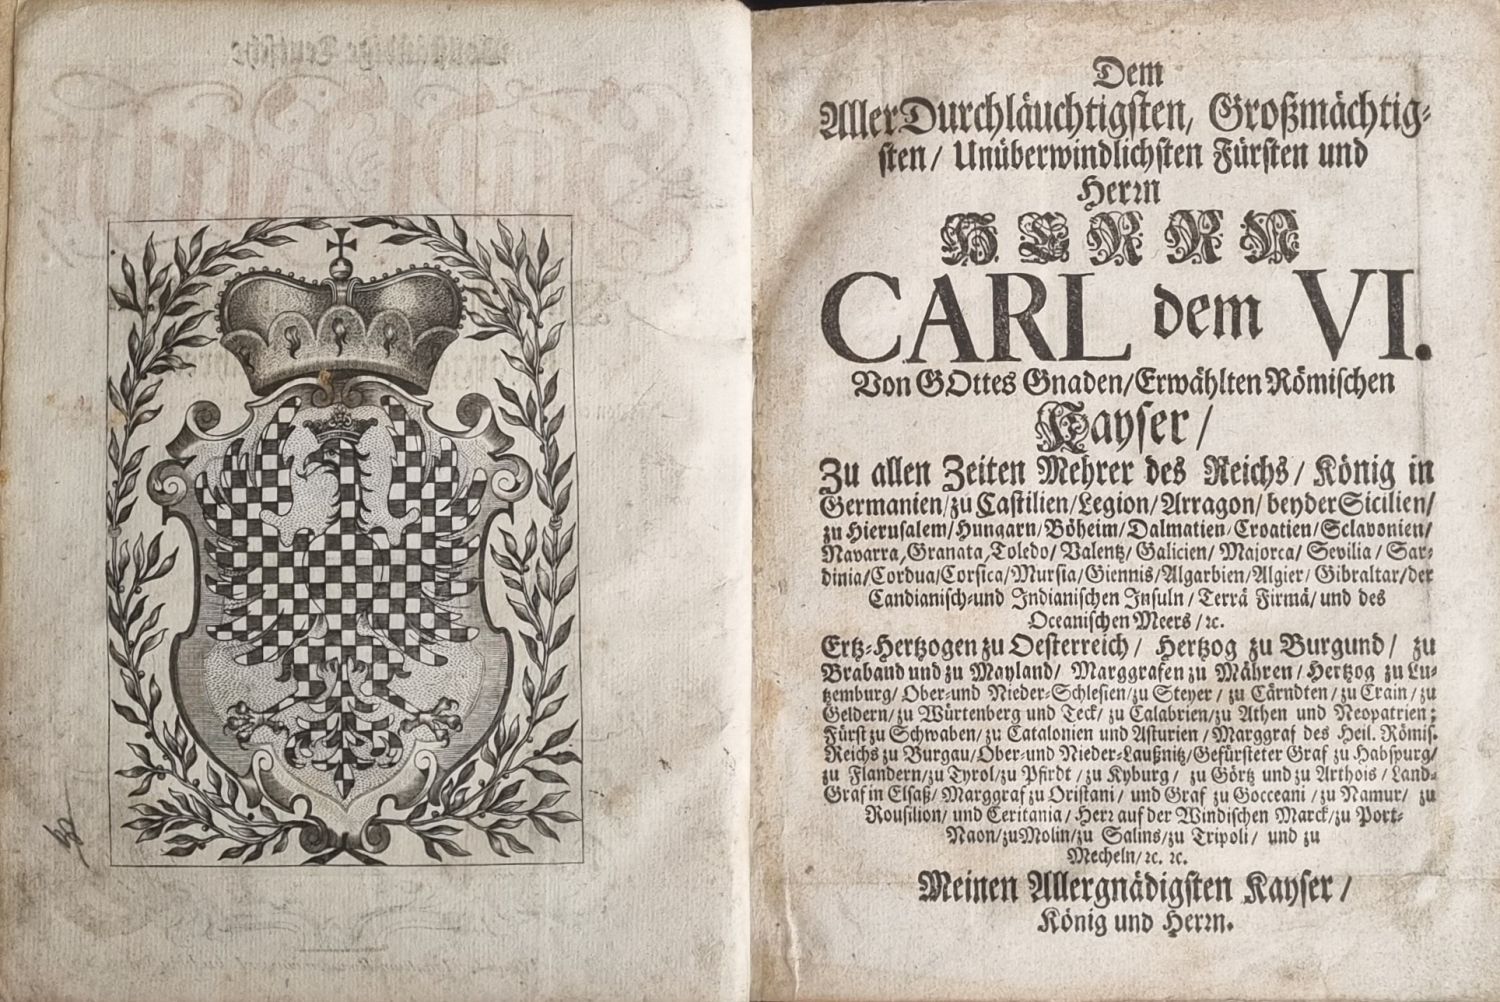 Dem
AllerDurchläuchtigsten, Großmächtig-
sten / Unüberwindlichsten Fürsten und
Herrn
HERRN
CARL dem VI.
Von GOttes Gnaden / Erwählten Römischen
Kayser /
Zu allen Zeiten Mehrer des Reichs / König in
Germanien / zu Castilien / Legion / Arragon / beyder Sicilien /
zu Hierusalem / Hungarn / Böheim / Dalmatien / Croatien / Sclavonien /
Navarra, Granata, Toledo / Valentz / Galicien / Majorca / Sevilia / Sar-
dinia / Cordua / Corsica / Mursia / Giennis / Algarbien / Algier / Gibraltar / der
Candianisch- und Indianischen Insuln / Terrâ Firmâ / und des
Oceanischen Meers / ꝛc.
Ertz-Hertzogen zu Oesterreich / Hertzog zu Burgund / zu
Braband und zu Mayland / Marggrafen zu Mähren / Hertzog zu Lu-
tzemburg / Ober- und Nieder-Schlesien / zu Steyer / zu Cärndten / zu Crain / zu
Geldern / zu Würtenberg und Teck / zu Calabrien / zu Athen und Neopatrien;
Fürst zu Schwaben / zu Catalonien und Asturien / Marggraf des Heil. Römis.
Reichs zu Burgau / Ober- und Nieder-Laußnitz / Gefürsteter Graf zu Habspurg /
zu Flandern / zu Tyrol / zu Pfirdt / zu Kyburg / zu Görtz und zu Arthois / Land-
Graf in Elsaß / Marggraf zu Oristani / und Graf zu Gocceani / zu Namur / zu
Rousilion / und Ceritania / Herr auf der Windischen Marck / zu Port-
Naon / zu Molin / zu Salins / zu Tripoli / und zu
Mecheln / ꝛc. ꝛc.
Meinen Allergnädigsten Kayser /
König und Herrn.